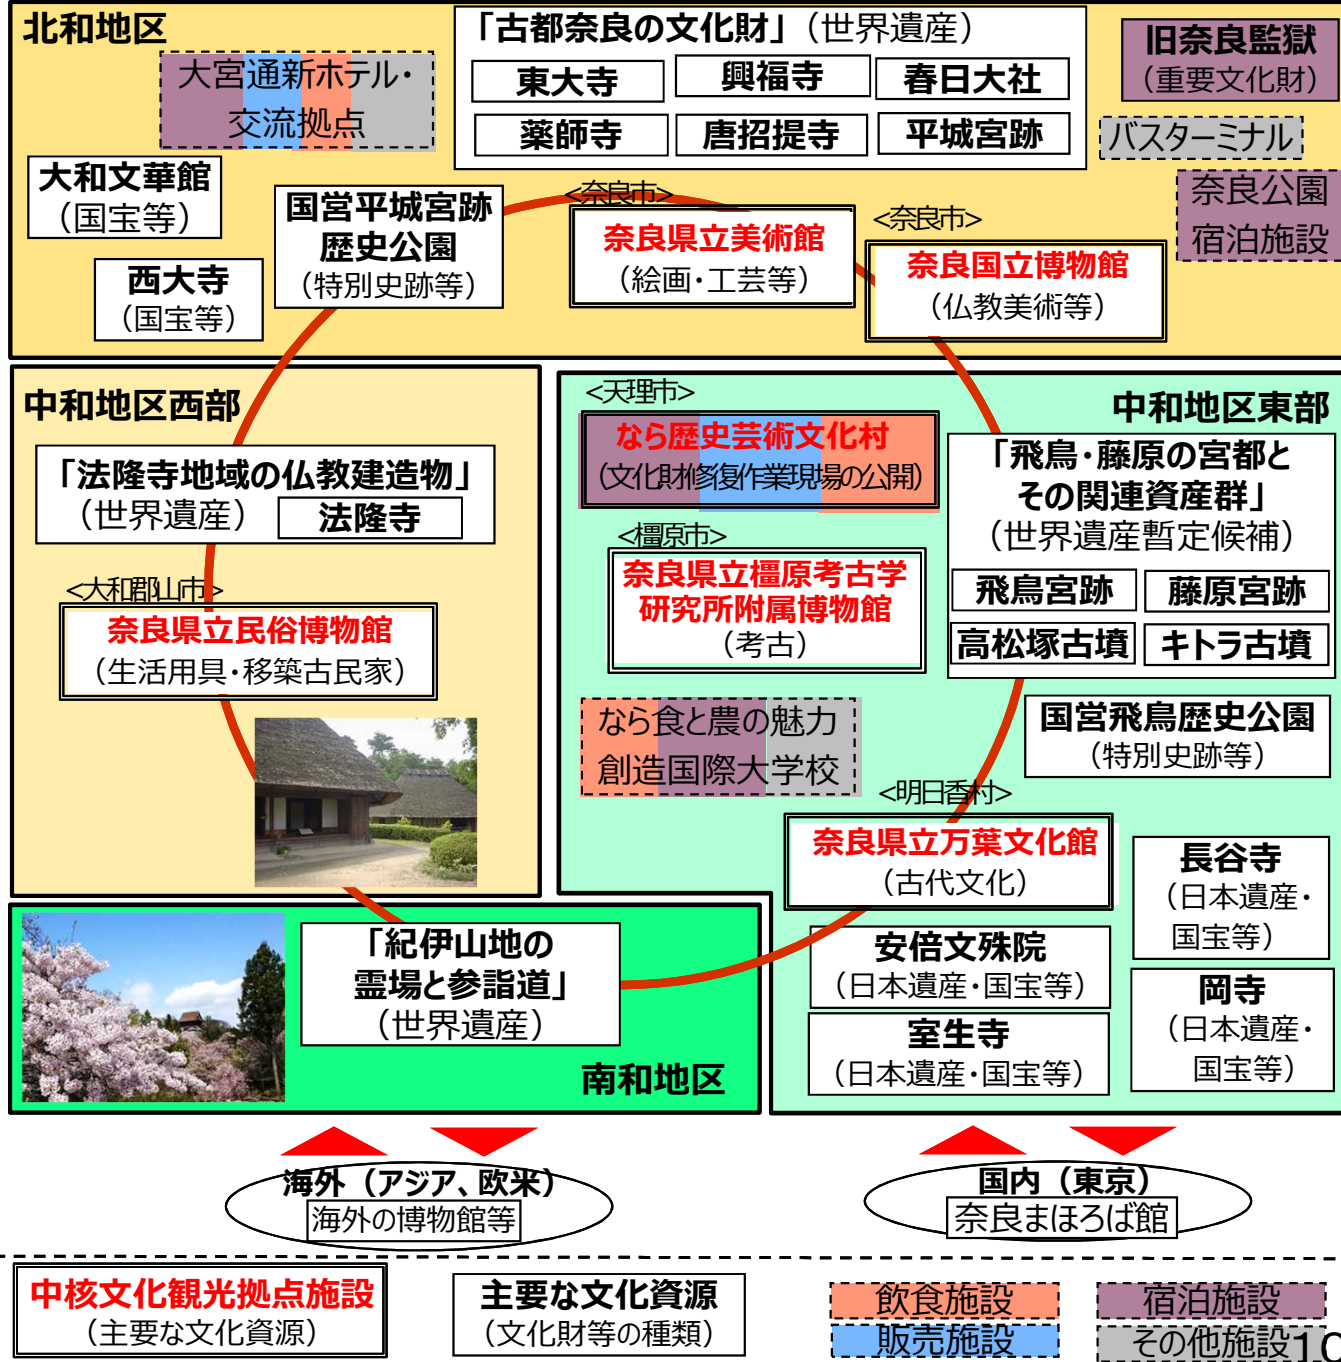 北和地区
「古都奈良の文化財」（世界遺産）
東大寺
興福寺
春日大社
薬師寺
唐招提寺
平城宮跡
旧奈良監獄
（重要文化財）
大宮通新ホテル・
交流拠点
バスターミナル
奈良公園
宿泊施設
大和文華館
（国宝等）
西大寺
（国宝等）
国営平城宮跡
歴史公園
（特別史跡等）
<奈良市>
奈良県立美術館
（絵画・工芸等）
<奈良市>
奈良国立博物館
（仏教美術等）
中和地区西部
「法隆寺地域の仏教建造物」
（世界遺産）
法隆寺
<大和郡山市>
奈良県立民俗博物館
（生活用具・移築古民家）
中和地区東部
<天理市>
なら歴史芸術文化村
（文化財修復作業現場の公開）
<橿原市>
奈良県立橿原考古学
研究所附属博物館
（考古）
「飛鳥・藤原の宮都と
その関連資産群」
（世界遺産暫定候補）
飛鳥宮跡
藤原宮跡
高松塚古墳
キトラ古墳
国営飛鳥歴史公園
（特別史跡等）
なら食と農の魅力
創造国際大学校
<明日香村>
奈良県立万葉文化館
（古代文化）
長谷寺
（日本遺産・
国宝等）
安倍文殊院
（日本遺産・国宝等）
岡寺
（日本遺産・
国宝等）
室生寺
（日本遺産・国宝等）
「紀伊山地の
霊場と参詣道」
（世界遺産）
南和地区
海外（アジア、欧米）
海外の博物館等
国内（東京）
奈良まほろば館
中核文化観光拠点施設
（主要な文化資源）
主要な文化資源
（文化財等の種類）
飲食施設
販売施設
宿泊施設
その他施設